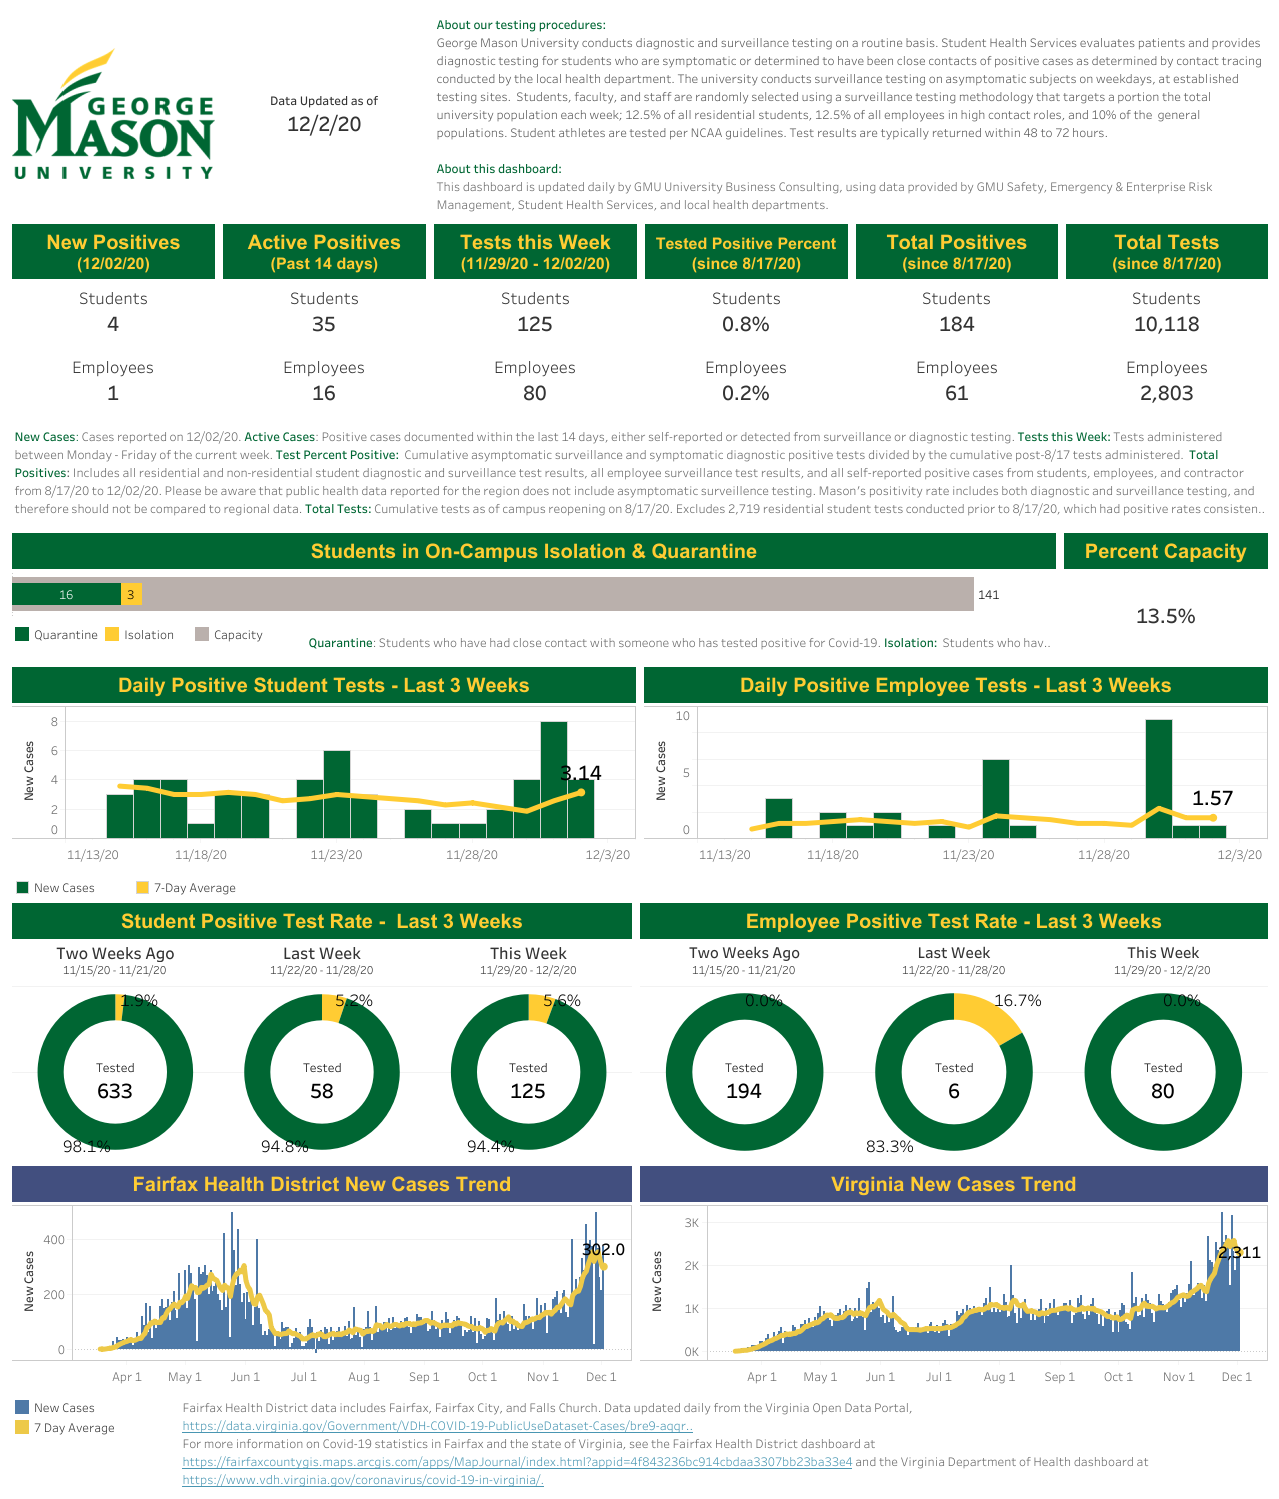 About our testing procedures:
George Mason University conducts diagnostic and surveillance testing on a routine basis. Student Health Services evaluates patients and provides
diagnostic testing for students who are symptomatic or determined to have been close contacts of positive cases as determined by contact tracing
conducted by the local health department. The university conducts surveillance testing on asymptomatic subjects on weekdays, at established
testing sites.  Students, faculty, and staff are randomly selected using a surveillance testing methodology that targets a portion the total
university population each week; 12.5% of all residential students, 12.5% of all employees in high contact roles, and 10% of the  general
populations. Student athletes are tested per NCAA guidelines. Test results are typically returned within 48 to 72 hours.
GEORGE
MASON
UNIVERSITY
Data Updated as of
12/2/20
About this dashboard:
This dashboard is updated daily by GMU University Business Consulting, using data provided by GMU Safety, Emergency & Enterprise Risk
Management, Student Health Services, and local health departments.
New Positives (12/02/20)
Students
4
Employees
1
Active Positives (Past 14 days)
Students
35
Employees
16
Tests this Week (11/29/20 - 12/02/20)
Students
125
Employees
80
Tested Positive Percent (since 8/17/20)
Students
0.8%
Employees
0.2%
Total Positives (since 8/17/20)
Students
184
Employees
61
Total Tests (since 8/17/20)
Students
10,118
Employees
2,803
New Cases: Cases reported on 12/02/20. Active Cases: Positive cases documented within the last 14 days, either self-reported or detected from surveillance or diagnostic testing. Tests this Week: Tests administered
between Monday - Friday of the current week. Test Percent Positive:  Cumulative asymptomatic surveillance and symptomatic diagnostic positive tests divided by the cumulative post-8/17 tests administered.  Total
Positives: Includes all residential and non-residential student diagnostic and surveillance test results, all employee surveillance test results, and all self-reported positive cases from students, employees, and contractor
from 8/17/20 to 12/02/20. Please be aware that public health data reported for the region does not include asymptomatic surveillence testing. Mason's positivity rate includes both diagnostic and surveillance testing, and
therefore should not be compared to regional data. Total Tests: Cumulative tests as of campus reopening on 8/17/20. Excludes 2,719 residential student tests conducted prior to 8/17/20, which had positive rates consisten..
Students in On-Campus Isolation & Quarantine
16 3 141
Quarantine Isolation Capacity
Quarantine: Students who have had close contact with someone who has tested positive for Covid-19. Isolation:  Students who hav..
Percent Capacity
13.5%
Daily Positive Student Tests - Last 3 Weeks
New Cases
8
6
4
2
0
3.14
11/13/20 11/18/20 11/23/20 11/28/20 12/3/20
Daily Positive Employee Tests - Last 3 Weeks
New Cases
10
5
0
1.57
11/13/20 11/18/20 11/23/20 11/28/20 12/3/20
New Cases 7-Day Average
Student Positive Test Rate -  Last 3 Weeks
Two Weeks Ago
11/15/20 - 11/21/20
1.9%
Tested
633
98.1%
Last Week
11/22/20 - 11/28/20
5.2%
Tested
58
94.8%
This Week
11/29/20 - 12/2/20
5.6%
Tested
125
94.4%
Employee Positive Test Rate - Last 3 Weeks
Two Weeks Ago
11/15/20 - 11/21/20
0.0%
Tested
194
Last Week
11/22/20 - 11/28/20
16.7%
Tested
6
83.3%
This Week
11/29/20 - 12/2/20
0.0%
Tested
80
Fairfax Health District New Cases Trend
New Cases
400
200
0
302.0
Apr 1 May 1 Jun 1 Jul 1 Aug 1 Sep 1 Oct 1 Nov 1 Dec 1
Virginia New Cases Trend
New Cases
3K
2K
1K
0K
2,311
Apr 1 May 1 Jun 1 Jul 1 Aug 1 Sep 1 Oct 1 Nov 1 Dec 1
New Cases
7 Day Average
Fairfax Health District data includes Fairfax, Fairfax City, and Falls Church. Data updated daily from the Virginia Open Data Portal,
https://data.virginia.gov/Government/VDH-COVID-19-PublicUseDataset-Cases/bre9-aqqr..
For more information on Covid-19 statistics in Fairfax and the state of Virginia, see the Fairfax Health District dashboard at
https://fairfaxcountygis.maps.arcgis.com/apps/MapJournal/index.html?appid=4f843236bc914cbdaa3307bb23ba33e4 and the Virginia Department of Health dashboard at
https://www.vdh.virginia.gov/coronavirus/covid-19-in-virginia/.